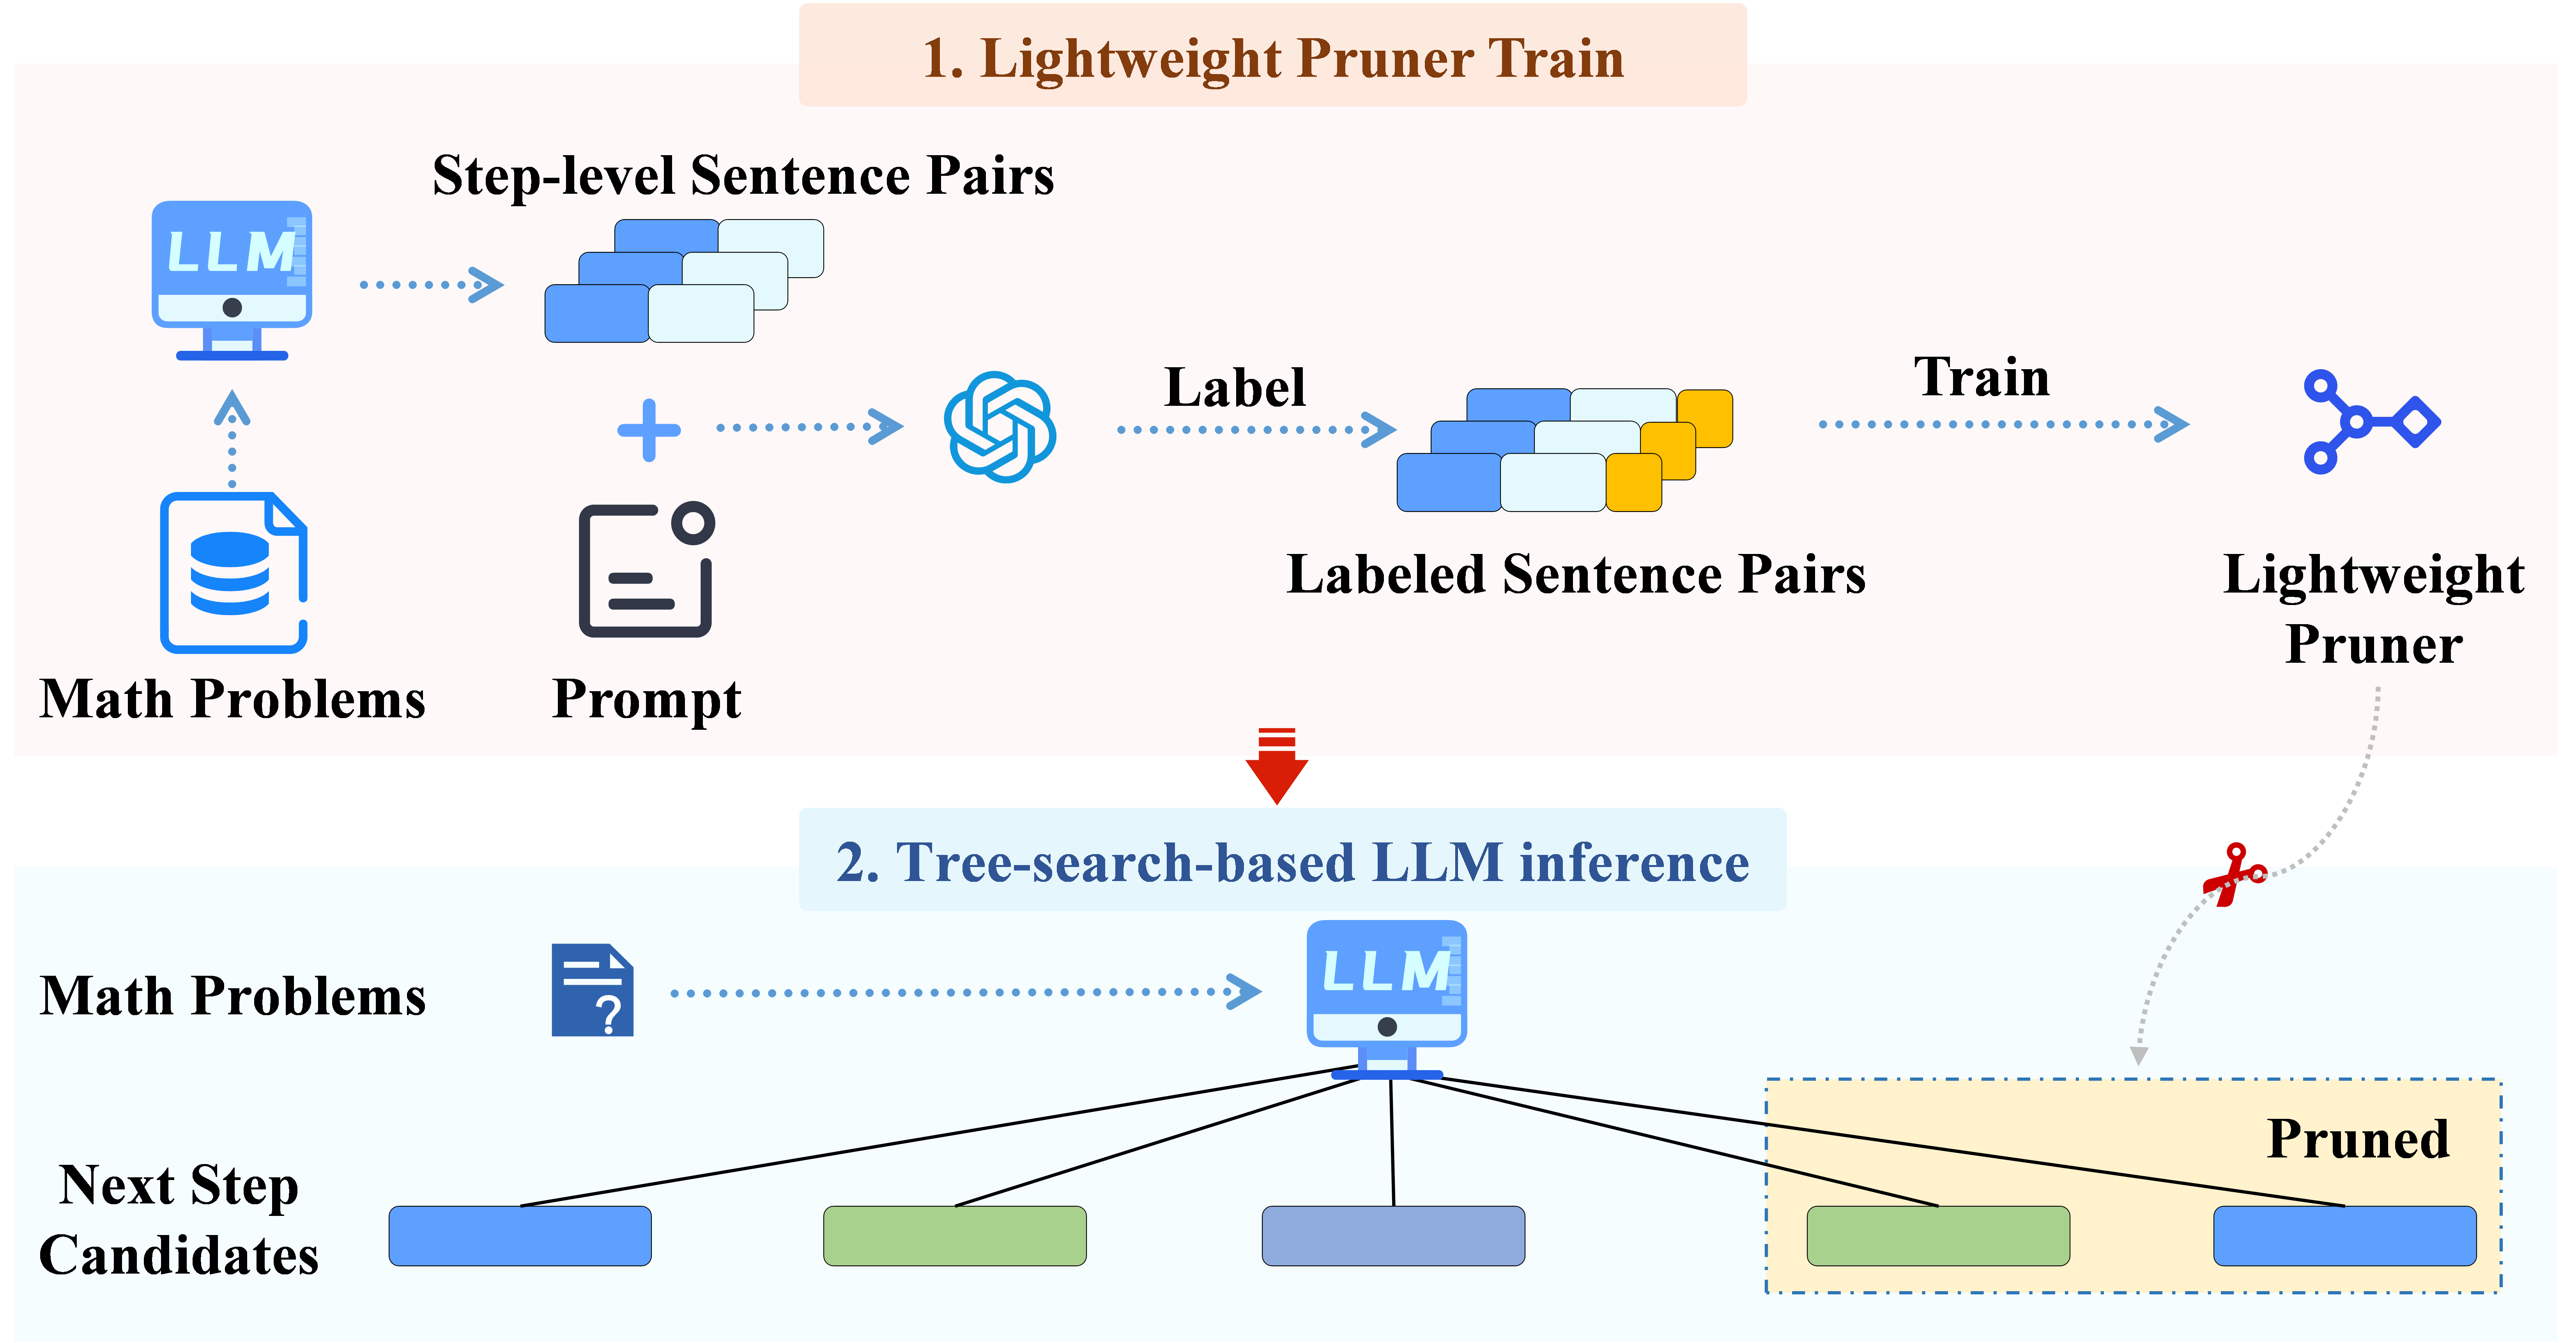 1. Lightweight Pruner Train
Step-level Sentence Pairs
LLM
Label
Train
Labeled Sentence Pairs
Lightweight
Pruner
Math Problems
Prompt
2. Tree-search-based LLM inference
Math Problems
?
LLM
Pruned
Next Step
Candidates